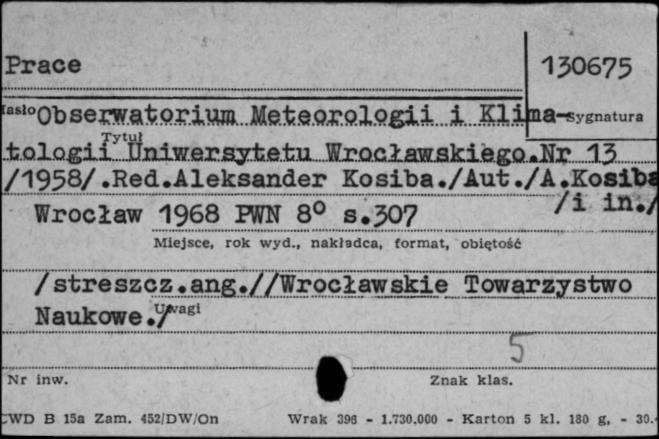 Prace
130675
Hasło
Sygnatura
Obserwatorium Meteorologii i Klima-
Tytuł
tologii Uniwersytetu Wrocławskiego.Nr 13
/1958/.Red.Aleksander Kosiba./Aut./A.Kosiba
/i in./
Wrocław 1968 PWN 8° s.307
Miejsce, rok wyd., nakładca, format, objętość
/streszcz.ang.//Wrocławskie Towarzystwo
Naukowe./
Uwagi
5
Nr inw.
Znak klas.
CWD B 15a Zam. 452/DW/On
Wrak 396 - 1.730.000 - Karton 5 kl. 180 g, - 30.